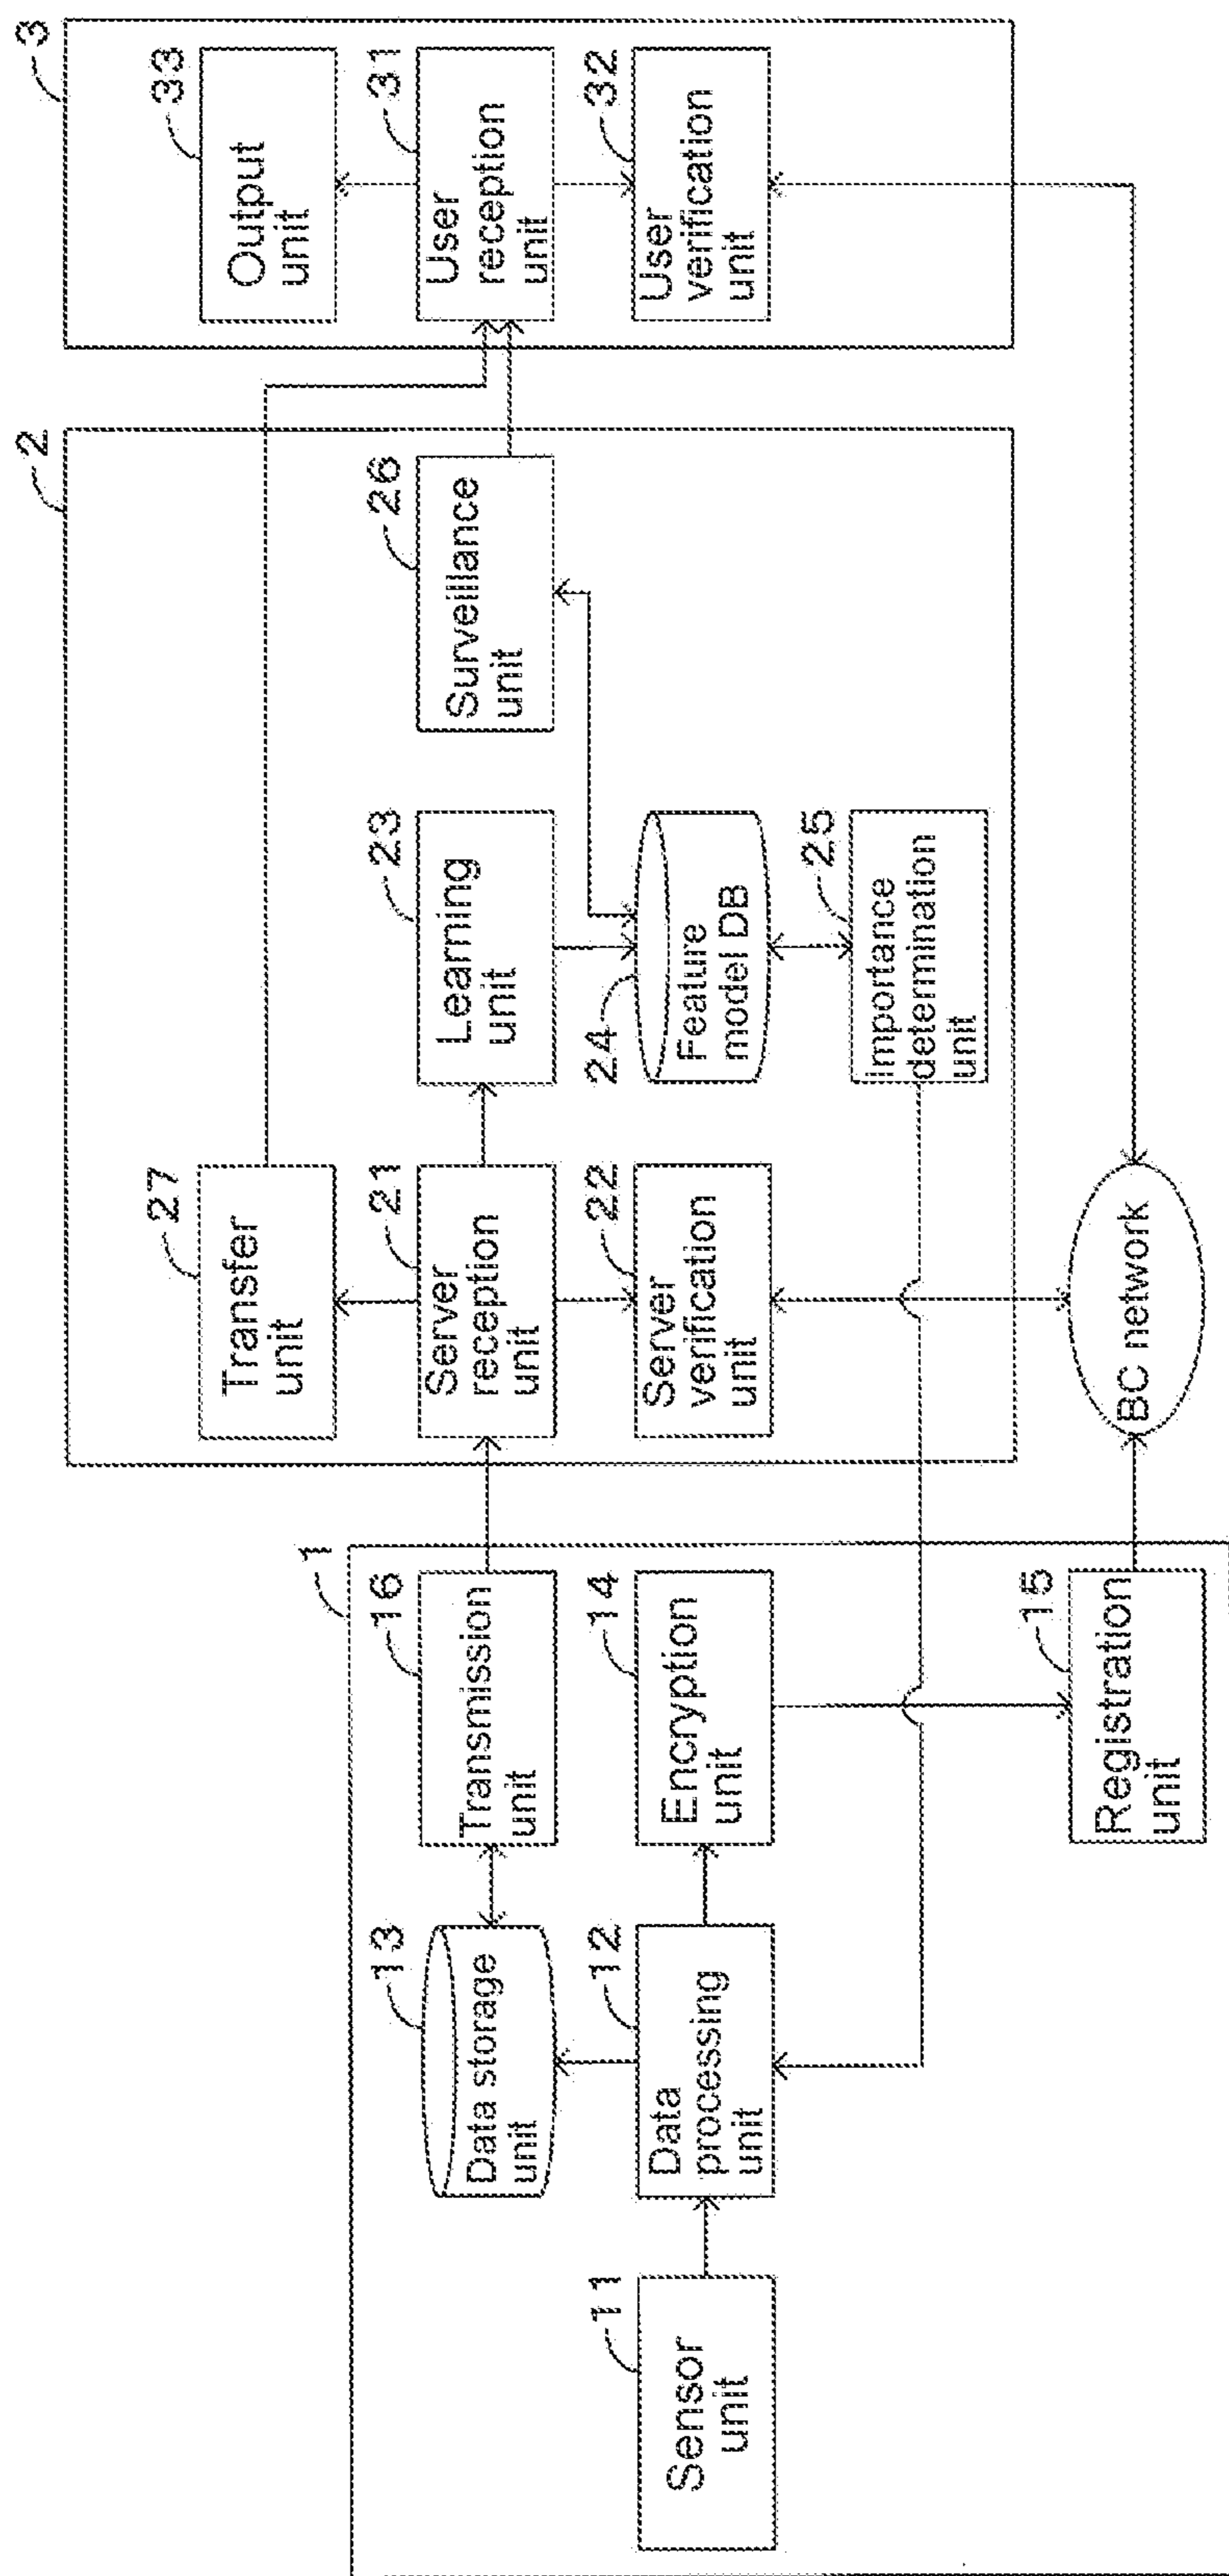 1
11
Sensor
unit
12
Data
processing
unit
13
Data storage
unit
14
Encryption
unit
15
Registration
unit
16
Transmission
unit
2
21
Server
reception
unit
22
Server
verification
unit
23
Learning
unit
24
Feature
model DB
25
Importance
determination
unit
26
Surveillance
unit
27
Transfer
unit
BC network
3
33
Output
unit
31
User
reception
unit
32
User
verification
unit